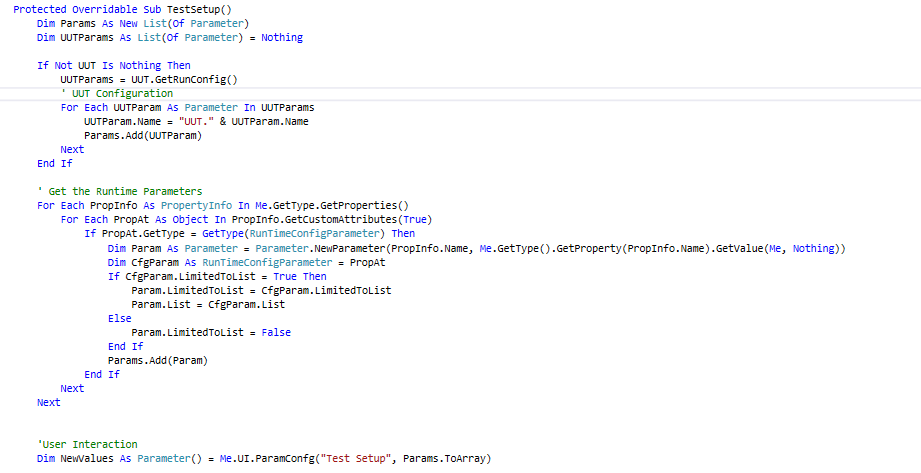 Protected Overridable Sub TestSetup()
Dim Params As New List(Of Parameter)
Dim UUTParams As List(Of Parameter) = Nothing
If Not UUT Is Nothing Then
UUTParams = UUT.GetRunConfig()
' UUT Configuration
For Each UUTParam As Parameter In UUTParams
UUTParam.Name = "UUT." & UUTParam.Name
Params.Add(UUTParam)
Next
End If
' Get the Runtime Parameters
For Each PropInfo As PropertyInfo In Me.GetType.GetProperties()
For Each PropAt As Object In PropInfo.GetCustomAttributes(True)
If PropAt.GetType = GetType(RunTimeConfigParameter) Then
Dim Param As Parameter = Parameter.NewParameter(PropInfo.Name, Me.GetType().GetProperty(PropInfo.Name).GetValue(Me, Nothing))
Dim CfgParam As RunTimeConfigParameter = PropAt
If CfgParam.LimitedToList = True Then
Param.LimitedToList = CfgParam.LimitedToList
Param.List = CfgParam.List
Else
Param.LimitedToList = False
End If
Params.Add(Param)
End If
Next
Next
'User Interaction
Dim NewValues As Parameter() = Me.UI.ParamConfg("Test Setup", Params.ToArray)